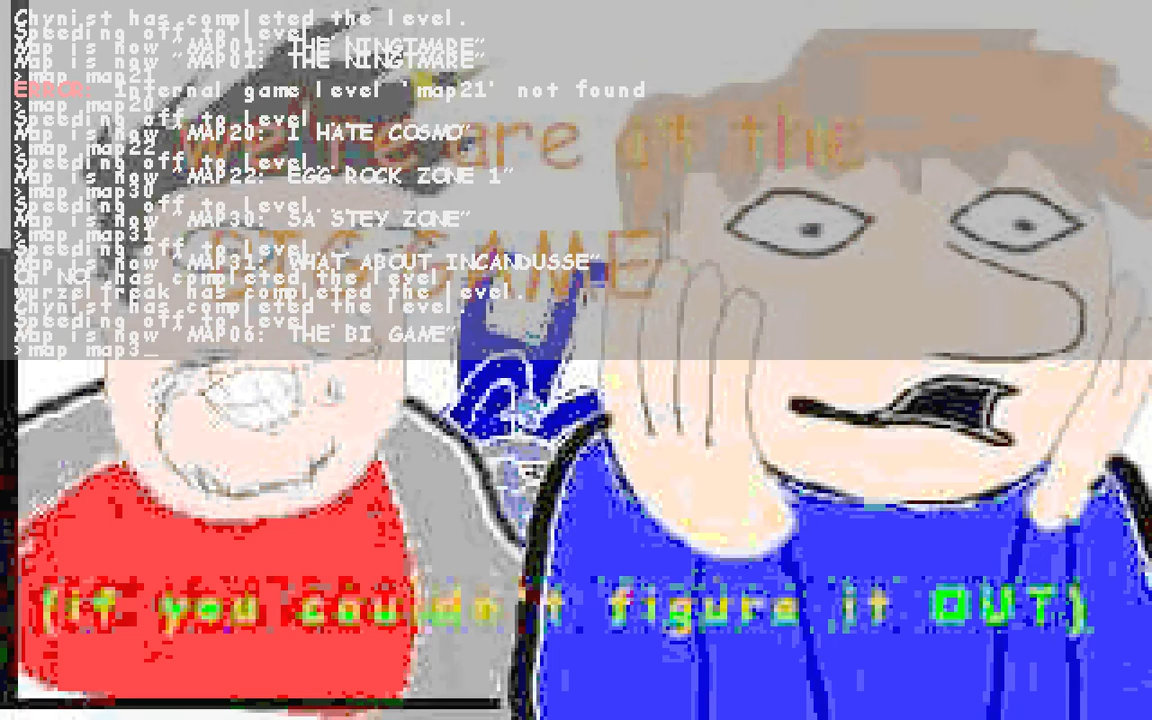 Chynist has completed the level.
Speeding off to level...
Map is now "MAP01: THE NINGTMARE"
Map is now "MAP01: THE NINGTMARE"
>map map21
ERROR: Internal game level 'map21' not found
>map map20
Speeding off to level...
Map is now "MAP20: I HATE COSMO"
>map map22
Speeding off to level...
Map is now "MAP22: EGG ROCK ZONE 1"
>map map30
Speeding off to level...
Map is now "MAP30: SA STEY ZONE"
>map map31
Speeding off to level...
Map is now "MAP31: WHAT ABOUT INCANDUSSE"
Oh NO has completed the level.
wurzelfreak has completed the level.
Chynist has completed the level.
Speeding off to level...
Map is now "MAP06: THE BI GAME"
>map map3_
are at the
GAME
(if you couldn't figure it OUT)